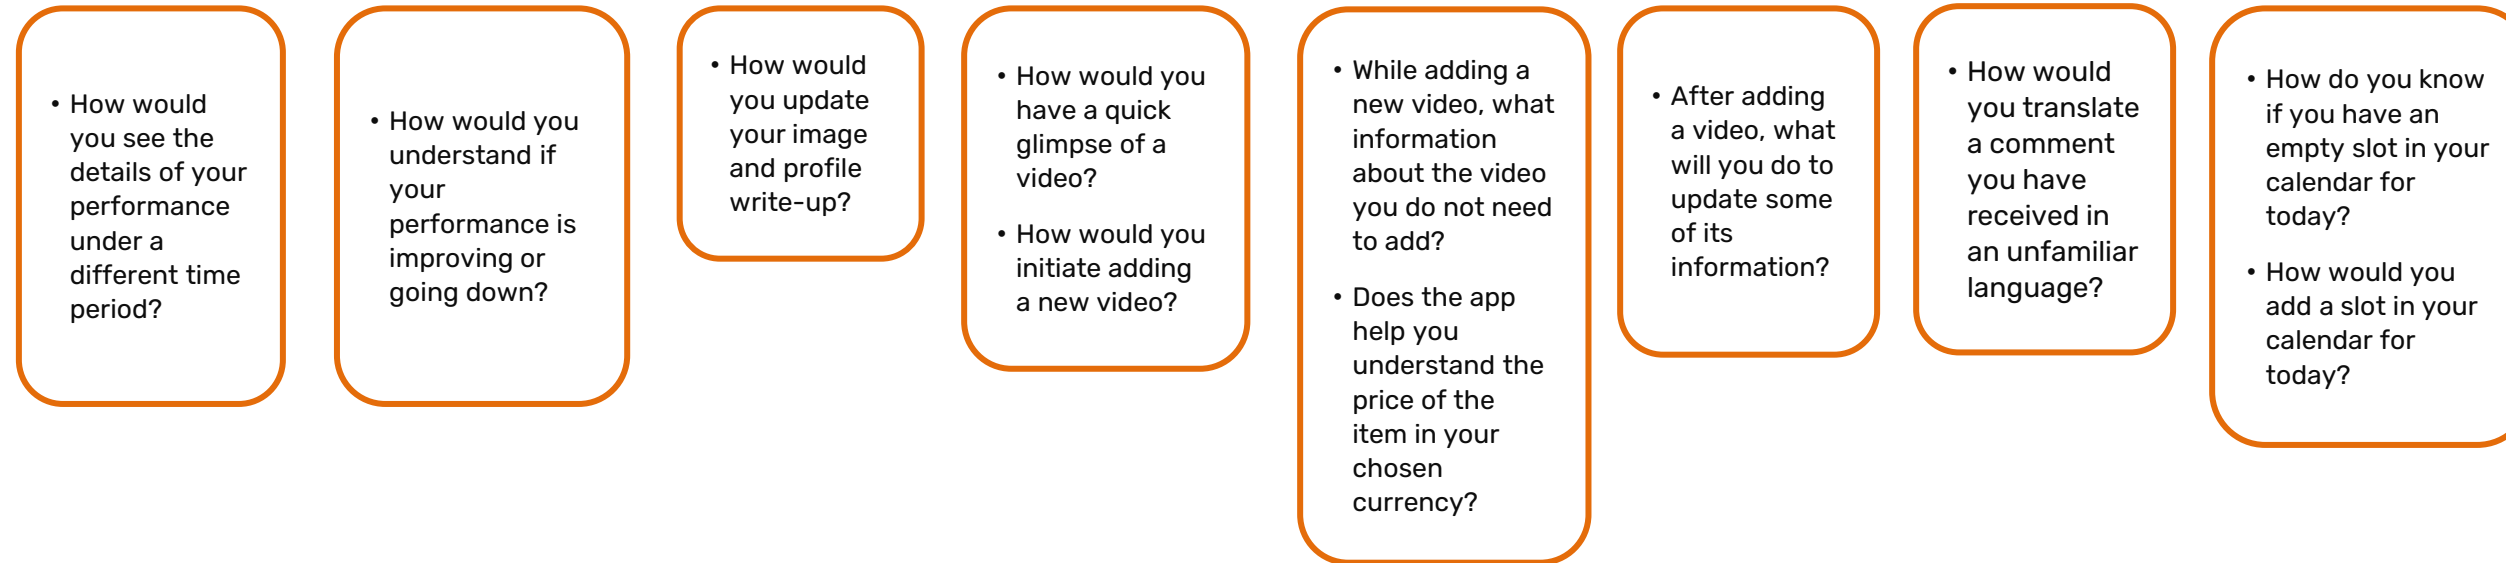 • How would
you see the
details of your
performance
under a
different time
period?
• How would you
understand if
your
performance is
improving or
going down?
• How would
you update
your image
and profile
write-up?
• How would you
have a quick
glimpse of a
video?
• How would you
initiate adding
a new video?
• While adding a
new video, what
information
about the video
you do not need
to add?
• Does the app
help you
understand the
price of the
item in your
chosen
currency?
• After adding
a video, what
will you do to
update some
of its
information?
• How would
you translate
a comment
you have
received in
an unfamiliar
language?
• How do you know
if you have an
empty slot in your
calendar for
today?
• How would you
add a slot in your
calendar for
today?